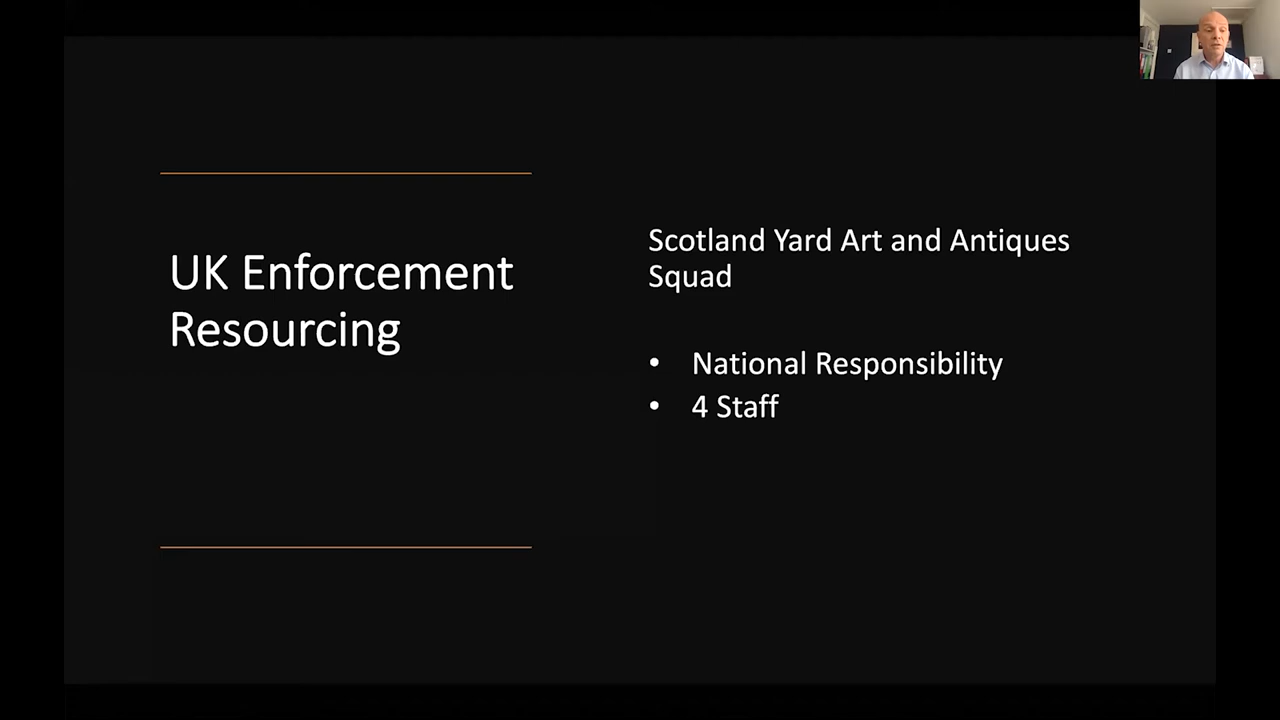 UK Enforcement
Resourcing
Scotland Yard Art and Antiques
Squad
• National Responsibility
• 4 Staff